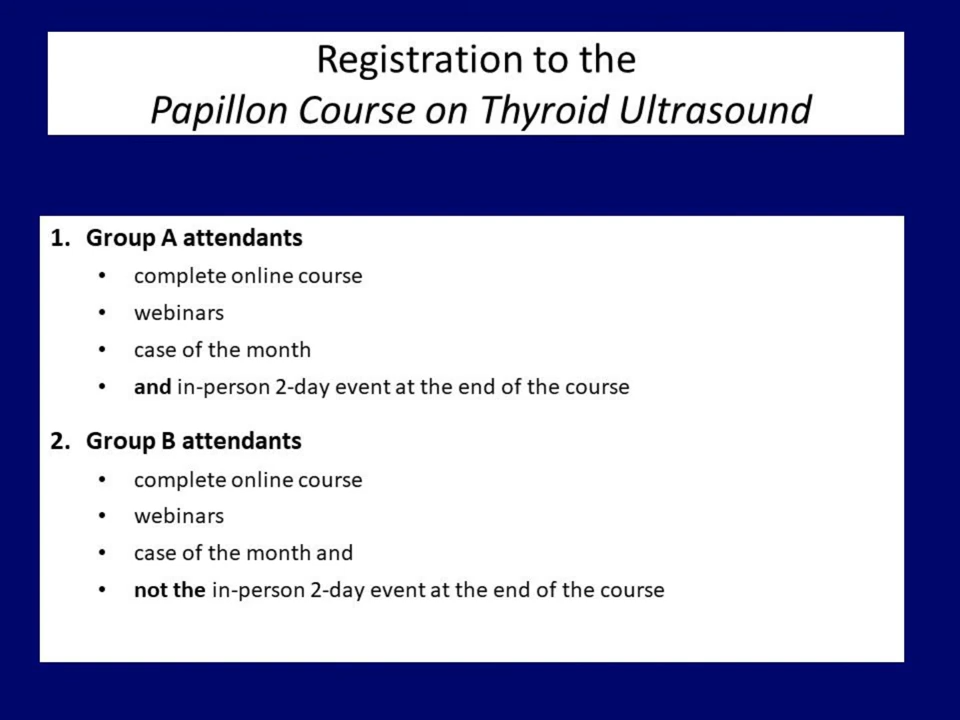 Registration to the
Papillon Course on Thyroid Ultrasound
1. Group A attendants
• complete online course
• webinars
• case of the month
• and in-person 2-day event at the end of the course
2. Group B attendants
• complete online course
• webinars
• case of the month and
• not the in-person 2-day event at the end of the course